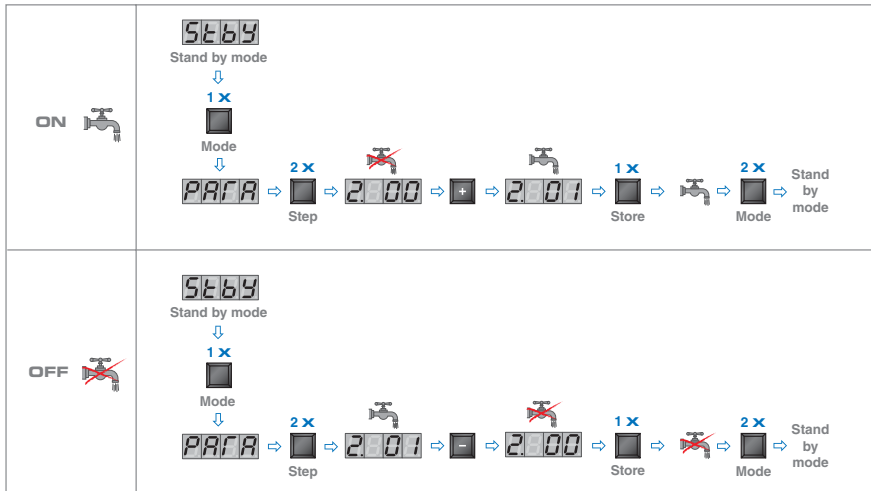 ON
Stby
Stand by mode
1 X
Mode
PARA
2 X
Step
2. 00
+
2. 01
1 X
Store
2 X
Mode
Stand
by
mode
OFF
Stby
Stand by mode
1 X
Mode
PARA
2 X
Step
2. 01
-
2. 00
1 X
Store
2 X
Mode
Stand
by
mode